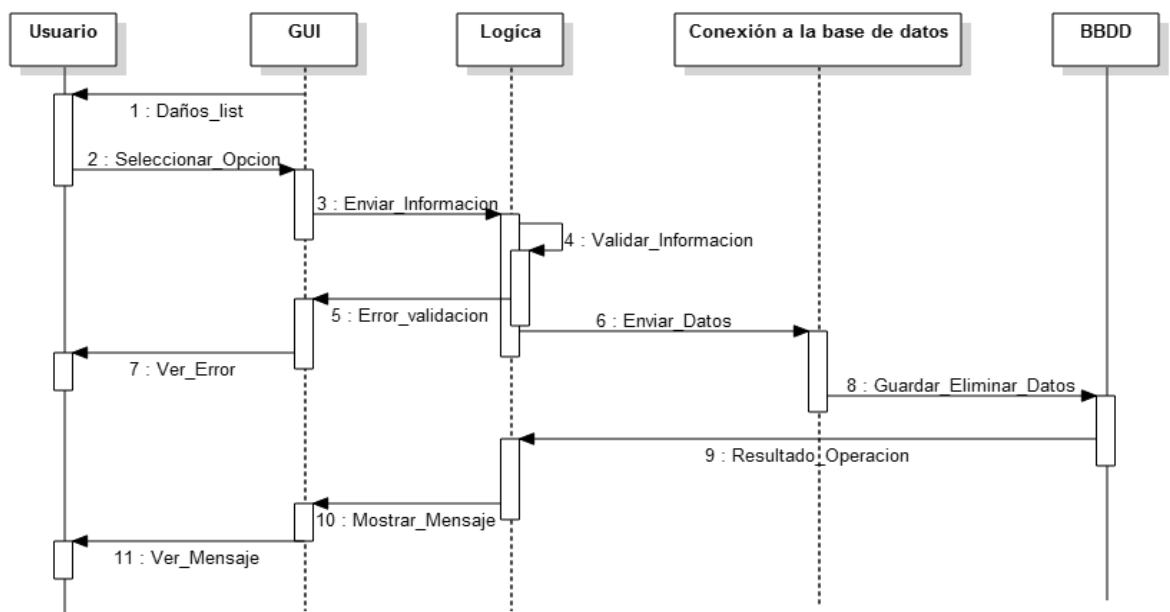 Usuario
GUI
Logíca
Conexión a la base de datos
BBDD
1 : Daños_list
2 : Seleccionar_Opcion
3 : Enviar_Informacion
4 : Validar_Informacion
5 : Error_validacion
6 : Enviar_Datos
7 : Ver_Error
8 : Guardar_Eliminar_Datos
9 : Resultado_Operacion
10 : Mostrar_Mensaje
11 : Ver_Mensaje